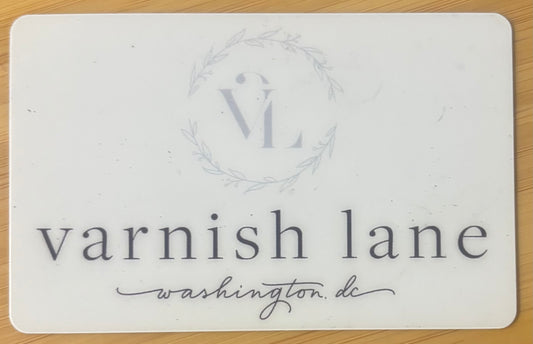 VL
varnish lane
washington. dc